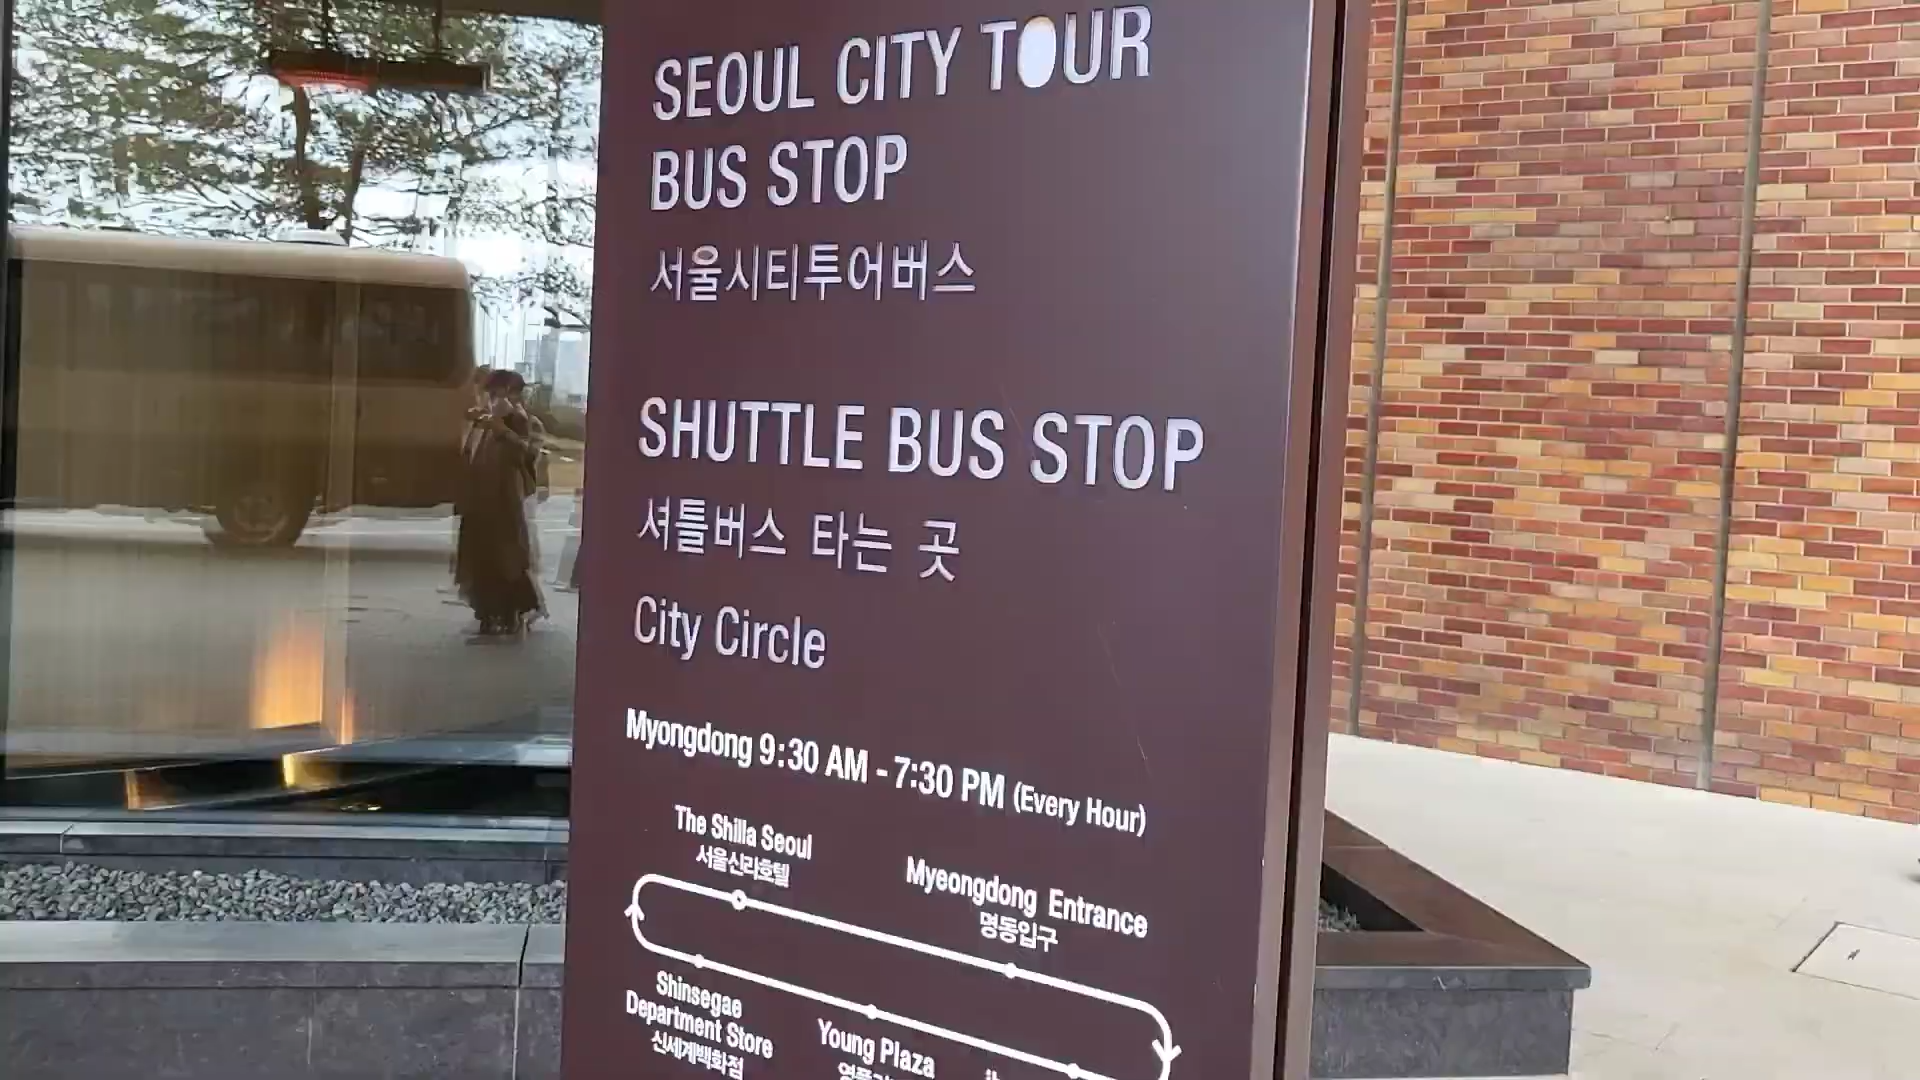 SEOUL CITY TOUR
BUS STOP
서울시티투어버스
SHUTTLE BUS STOP
셔틀버스 타는 곳
City Circle
Myongdong 9:30 AM - 7:30 PM (Every Hour)
The Shilla Seoul
서울신라호텔
Myeongdong Entrance
명동입구
Shinsegae
Department Store
신세계백화점
Young Plaza